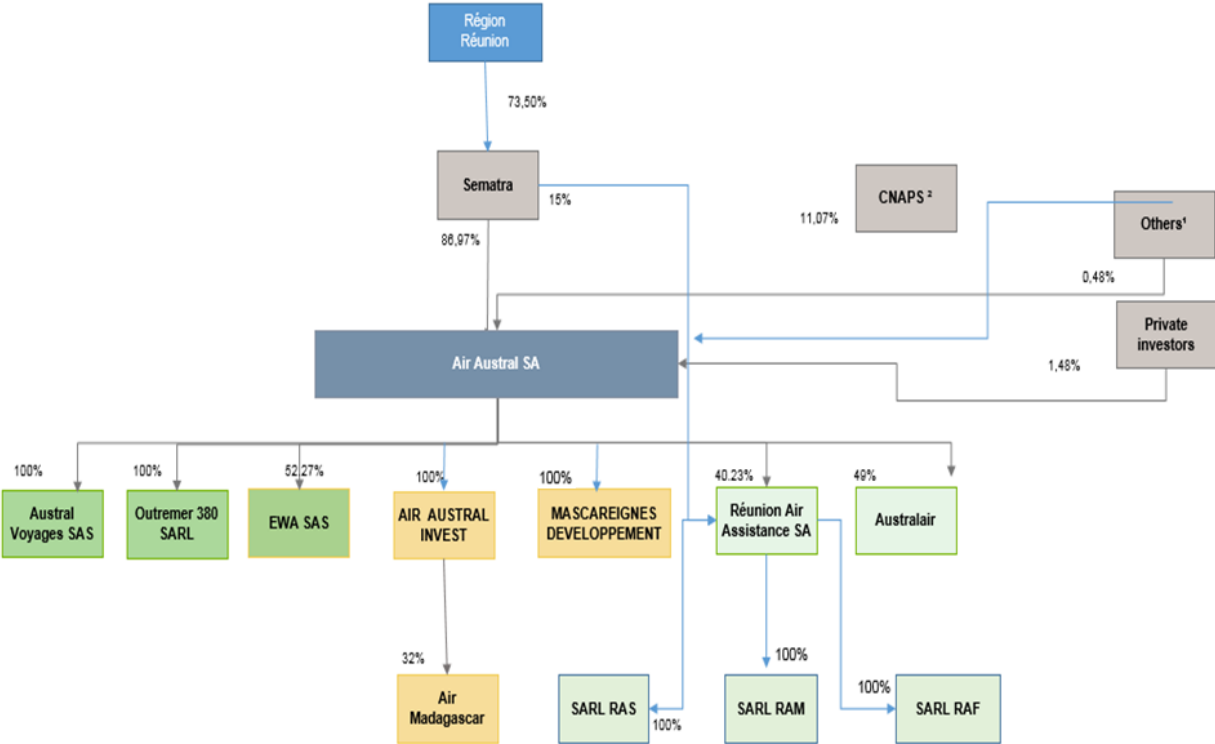 Région
Réunion
73,50%
Sematra
15%
86,97%
CNAPS ²
11,07%
Others¹
0,48%
Private
investors
1,48%
Air Austral SA
100%
100%
52,27%
100%
100%
40.23%
49%
Austral
Voyages SAS
Outremer 380
SARL
EWA SAS
AIR AUSTRAL
INVEST
MASCAREIGNES
DEVELOPPEMENT
Réunion Air
Assistance SA
Australair
32%
Air
Madagascar
SARL RAS
100%
100%
SARL RAM
100%
SARL RAF